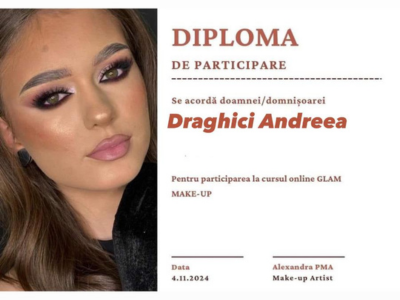 DIPLOMA
DE PARTICIPARE
Se acordă doamnei/domnișoarei
Draghici Andreea
Pentru participarea la cursul online GLAM
MAKE-UP
Data
4.11.2024
Alexandra PMA
Make-up Artist